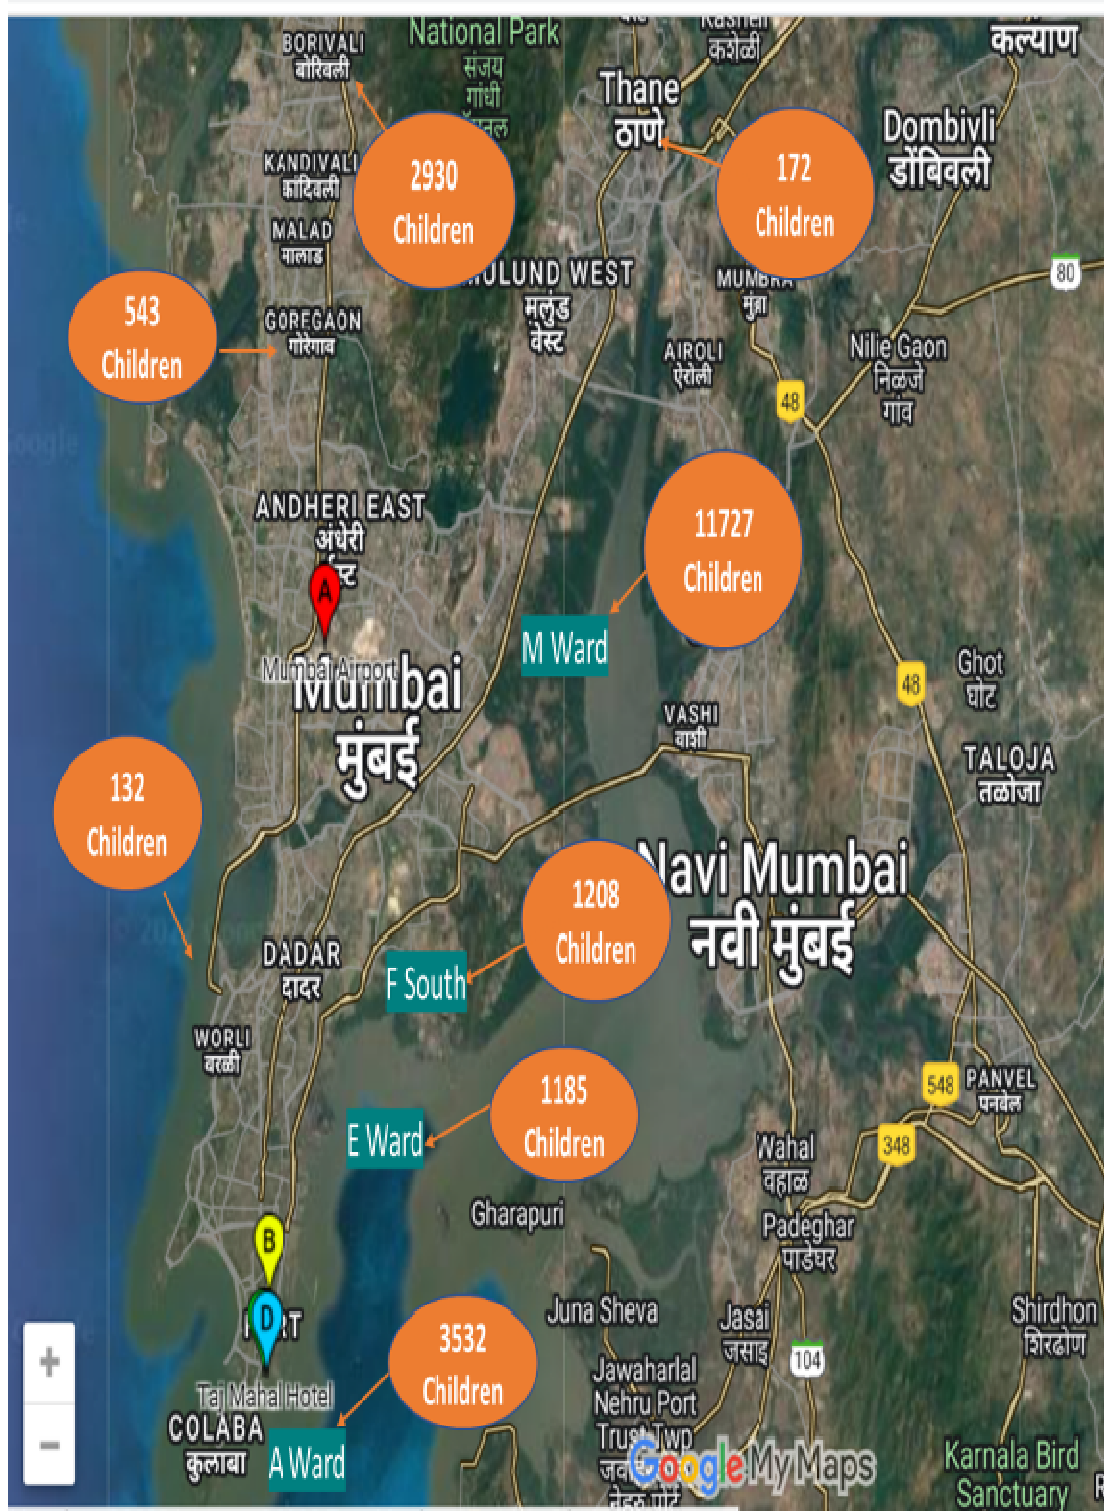 National Park
संजय
गांधी
BORIVALI
बोरिवली
कशेळी
कल्याण
Thane
ठाणे
Dombivli
डोंबिवली
KANDIVALI
कांदिवली
2930
Children
172
Children
MALAD
मालाड
ULUND WEST
मुलुंड
वेस्ट
MUMBRA
मुंब्रा
80
543
Children
GOREGAON
गोरेगाव
AIROLI
ऐरोली
Nilje Gaon
निळजे
गांव
48
ANDHERI EAST
अंधेरी
ईस्ट
11727
Children
A
M Ward
Mumbai Airport
Mumbai
मुंबई
Ghot
घोट
48
VASHI
वाशी
TALOJA
तळोजा
132
Children
Navi Mumbai
नवी मुंबई
1208
Children
DADAR
दादर
F South
WORLI
वरळी
548
PANVEL
पनवेल
1185
Children
E Ward
348
Wahal
वहाळ
Gharapuri
Padeghar
पाडेघर
B
D
Juna Sheva
Jasai
जसाई
Shirdhon
शिरढोण
3532
Children
104
Taj Mahal Hotel
Jawaharlal
Nehru Port
Trust Twp
COLABA
कुलाबा
A Ward
Google My Maps
Karnala Bird
Sanctuary